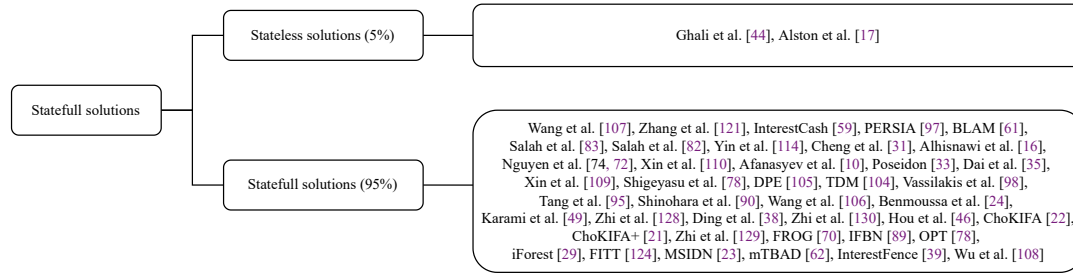 Stateless solutions (5%)
Ghali et al. [44], Alston et al. [17]
Statefull solutions
Statefull solutions (95%)
Wang et al. [107], Zhang et al. [121], InterestCash [59], PERSIA [97], BLAM [61],
Salah et al. [83], Salah et al. [82], Yin et al. [114], Cheng et al. [31], Alhisnawi et al. [16],
Nguyen et al. [74, 72], Xin et al. [110], Afanasyev et al. [10], Poseidon [33], Dai et al. [35],
Xin et al. [109], Shigeyasu et al. [78], DPE [105], TDM [104], Vassilakis et al. [98],
Tang et al. [95], Shinohara et al. [90], Wang et al. [106], Benmoussa et al. [24],
Karami et al. [49], Zhi et al. [128], Ding et al. [38], Zhi et al. [130], Hou et al. [46], ChoKIFA [22],
ChoKIFA+ [21], Zhi et al. [129], FROG [70], IFBN [89], OPT [78],
iForest [29], FITT [124], MSIDN [23], mTBAD [62], InterestFence [39], Wu et al. [108]